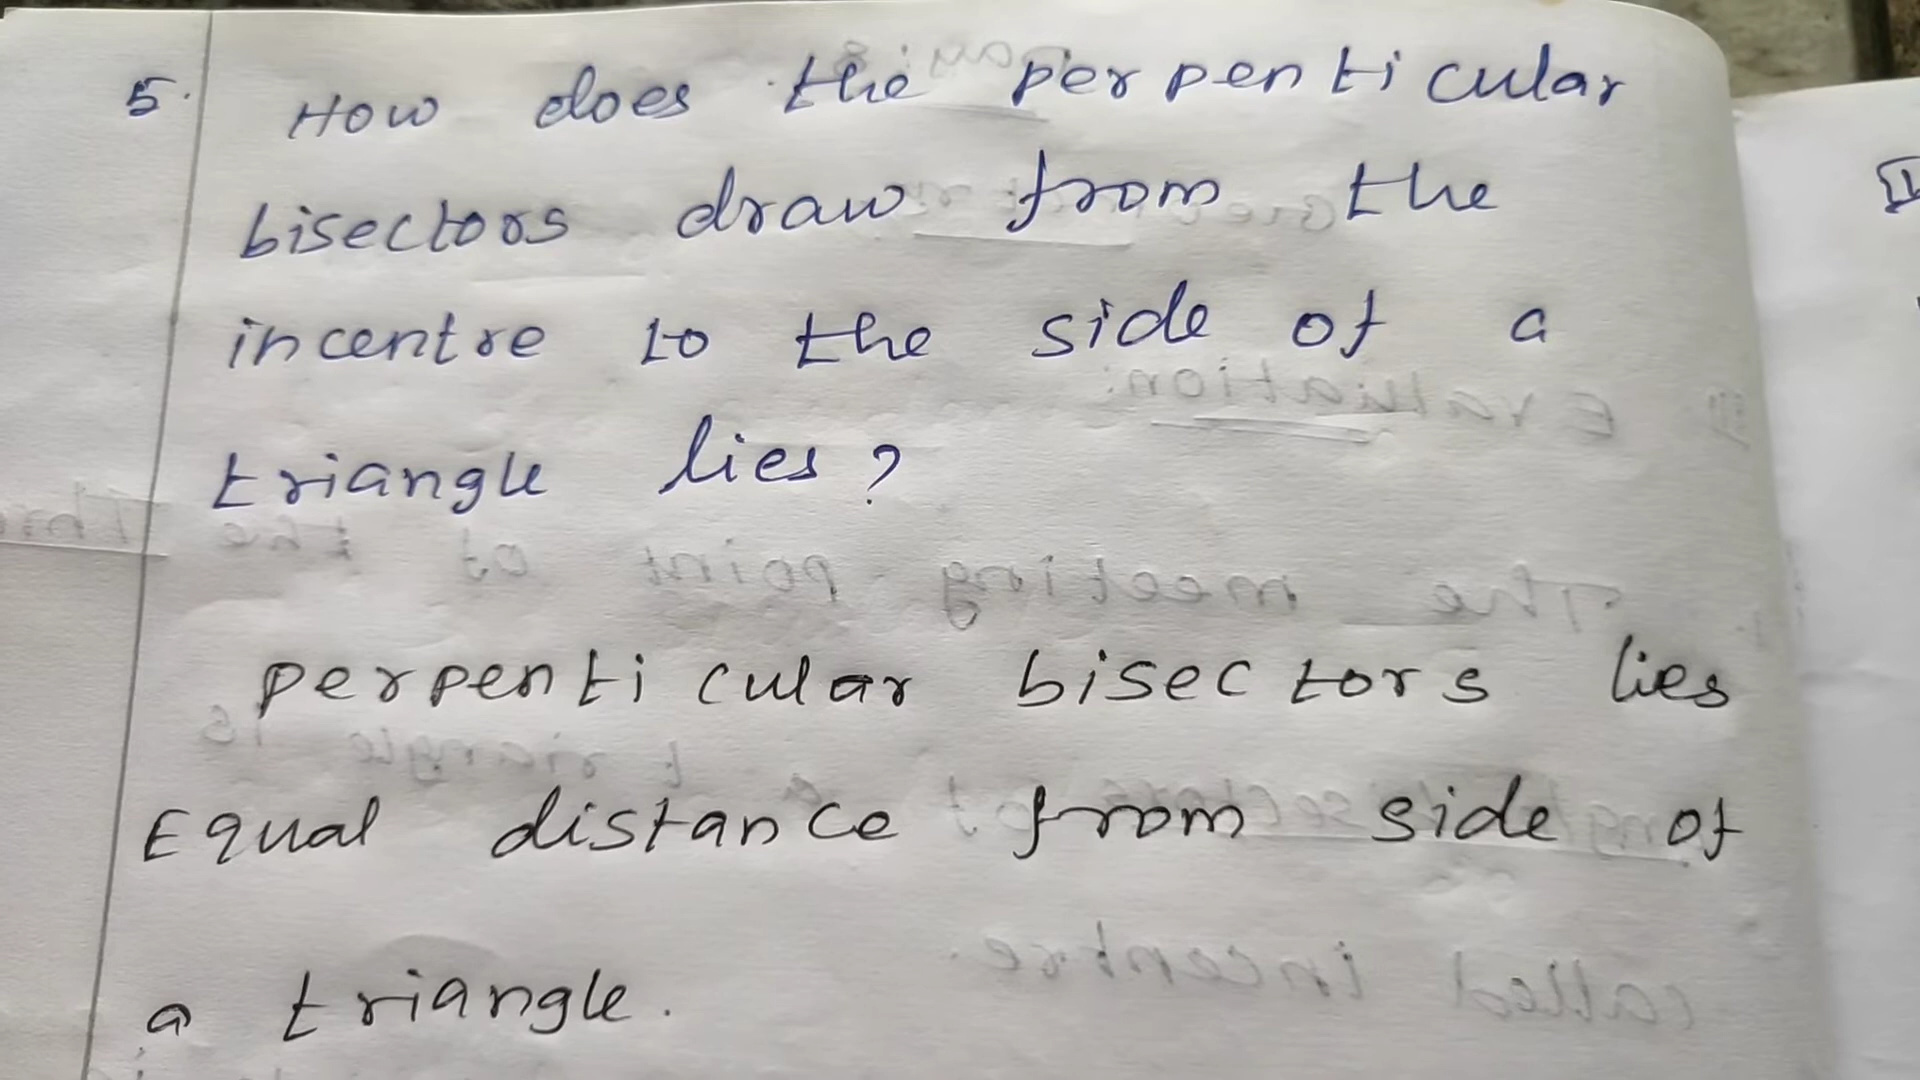 5. How does the perpenticular
bisectors draw from the
incentre to the side of a
triangle lies?
perpenticular bisectors lies
Equal distance from side of
a triangle.